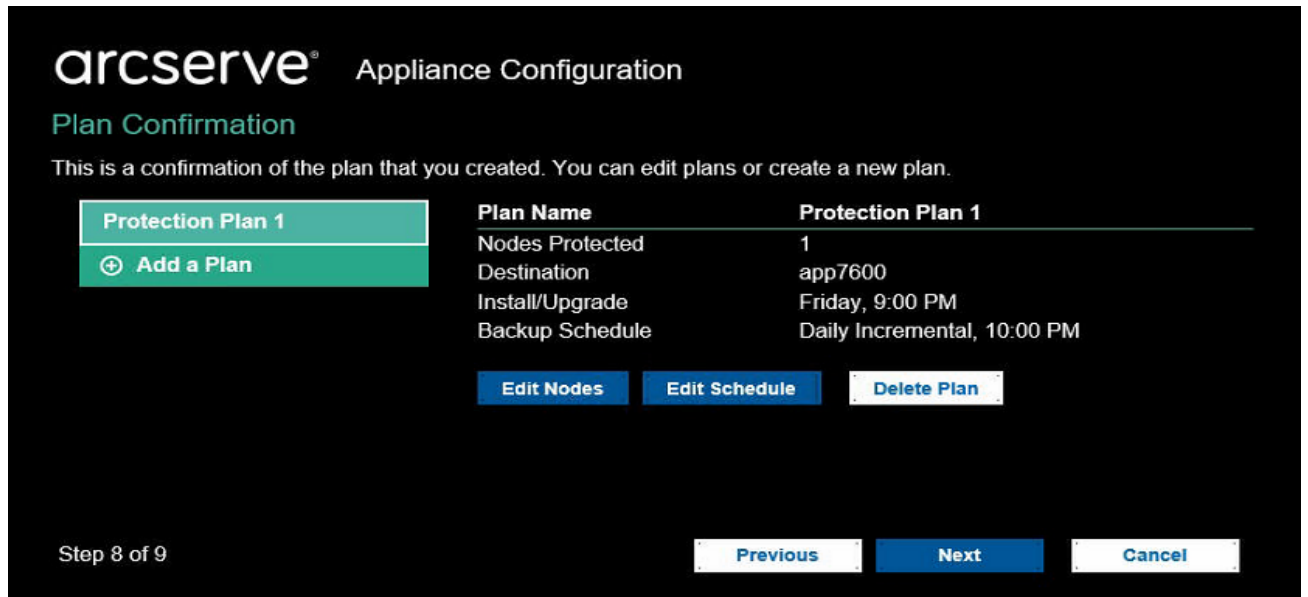 arcserve® Appliance Configuration
Plan Confirmation
This is a confirmation of the plan that you created. You can edit plans or create a new plan.
Protection Plan 1
Add a Plan
Plan Name Protection Plan 1
Nodes Protected 1
Destination app7600
Install/Upgrade Friday, 9:00 PM
Backup Schedule Daily Incremental, 10:00 PM
Edit Nodes Edit Schedule Delete Plan
Step 8 of 9 Previous Next Cancel